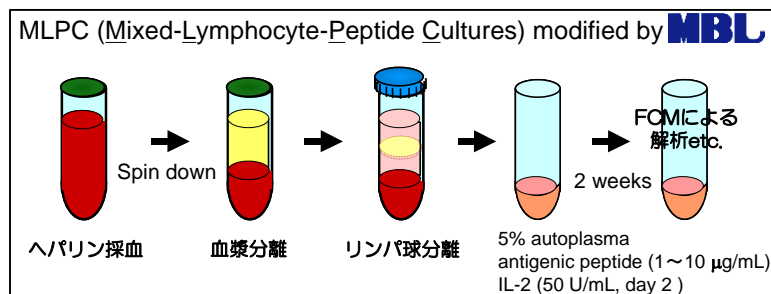 MLPC (Mixed-Lymphocyte-Peptide Cultures) modified by MBL
Spin down
2 weeks
FCMによる
解析etc.
ヘパリン採血
血漿分離
リンパ球分離
5% autoplasma
antigenic peptide (1～10 μg/mL)
IL-2 (50 U/mL, day 2 )